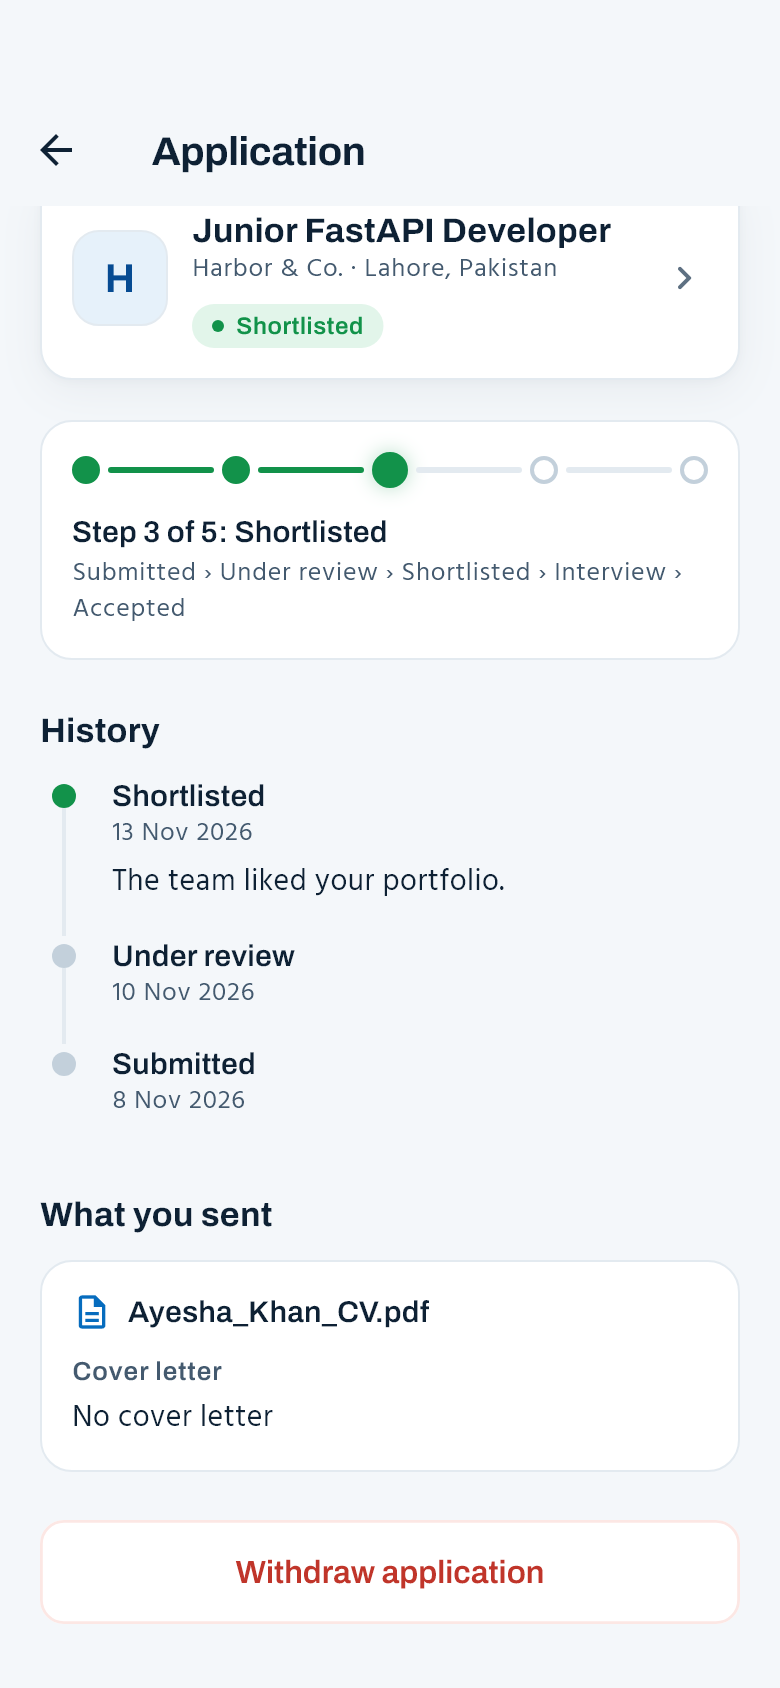 Application
Junior FastAPI Developer
H
Harbor & Co. · Lahore, Pakistan
Shortlisted
Step 3 of 5: Shortlisted
Submitted › Under review › Shortlisted › Interview ›
Accepted
History
Shortlisted
13 Nov 2026
The team liked your portfolio.
Under review
10 Nov 2026
Submitted
8 Nov 2026
What you sent
Ayesha_Khan_CV.pdf
Cover letter
No cover letter
Withdraw application